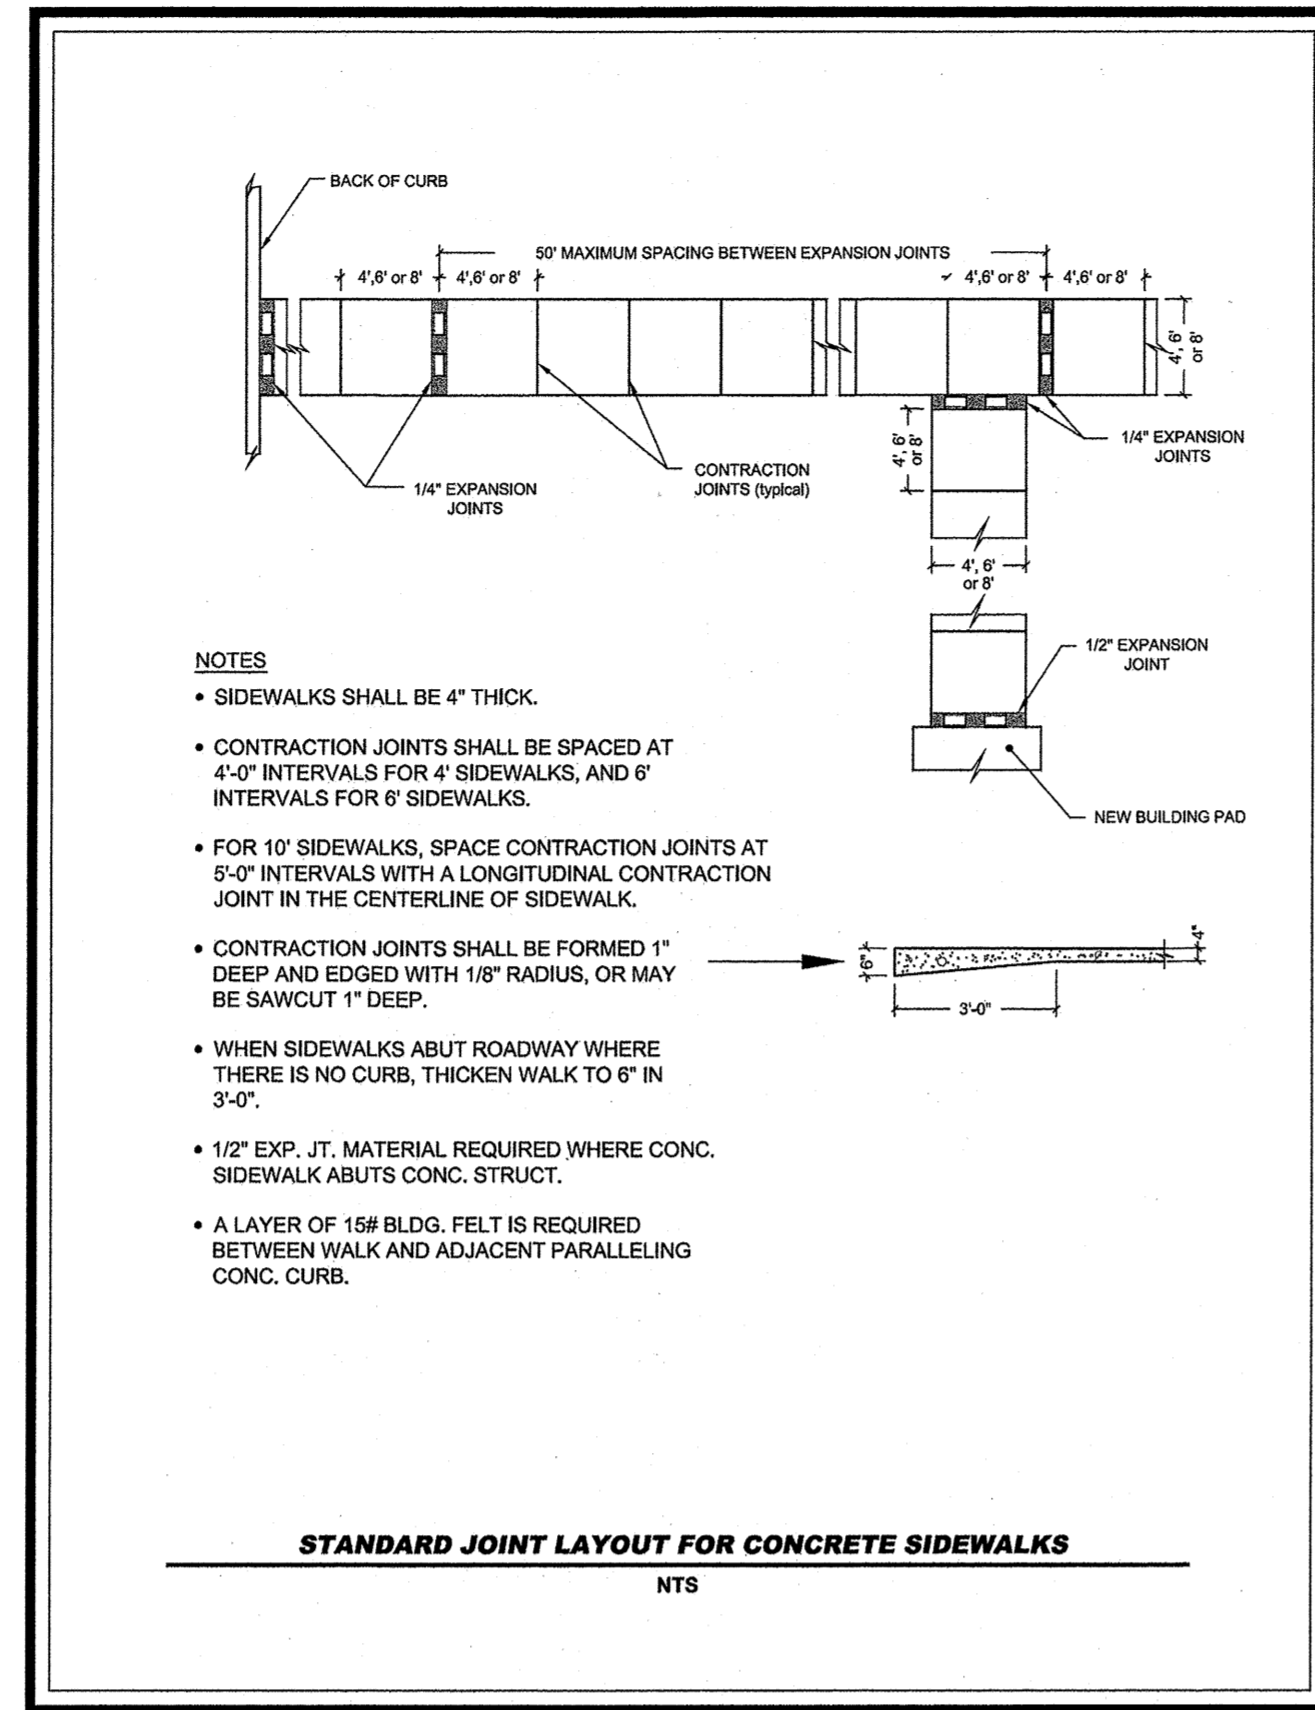 BACK OF CURB
50' MAXIMUM SPACING BETWEEN EXPANSION JOINTS
4',6' or 8'
4',6' or 8'
4',6' or 8'
4',6' or 8'
4', 6'
or 8'
4', 6'
or 8'
1/4" EXPANSION
JOINTS
CONTRACTION
JOINTS (typical)
1/4" EXPANSION
JOINTS
4', 6'
or 8'
1/2" EXPANSION
JOINT
NEW BUILDING PAD
NOTES
• SIDEWALKS SHALL BE 4" THICK.
• CONTRACTION JOINTS SHALL BE SPACED AT
4'-0" INTERVALS FOR 4' SIDEWALKS, AND 6'
INTERVALS FOR 6' SIDEWALKS.
• FOR 10' SIDEWALKS, SPACE CONTRACTION JOINTS AT
5'-0" INTERVALS WITH A LONGITUDINAL CONTRACTION
JOINT IN THE CENTERLINE OF SIDEWALK.
• CONTRACTION JOINTS SHALL BE FORMED 1"
DEEP AND EDGED WITH 1/8" RADIUS, OR MAY
BE SAWCUT 1" DEEP.
6"
4"
3'-0"
• WHEN SIDEWALKS ABUT ROADWAY WHERE
THERE IS NO CURB, THICKEN WALK TO 6" IN
3'-0".
• 1/2" EXP. JT. MATERIAL REQUIRED WHERE CONC.
SIDEWALK ABUTS CONC. STRUCT.
• A LAYER OF 15# BLDG. FELT IS REQUIRED
BETWEEN WALK AND ADJACENT PARALLELING
CONC. CURB.
STANDARD JOINT LAYOUT FOR CONCRETE SIDEWALKS
NTS